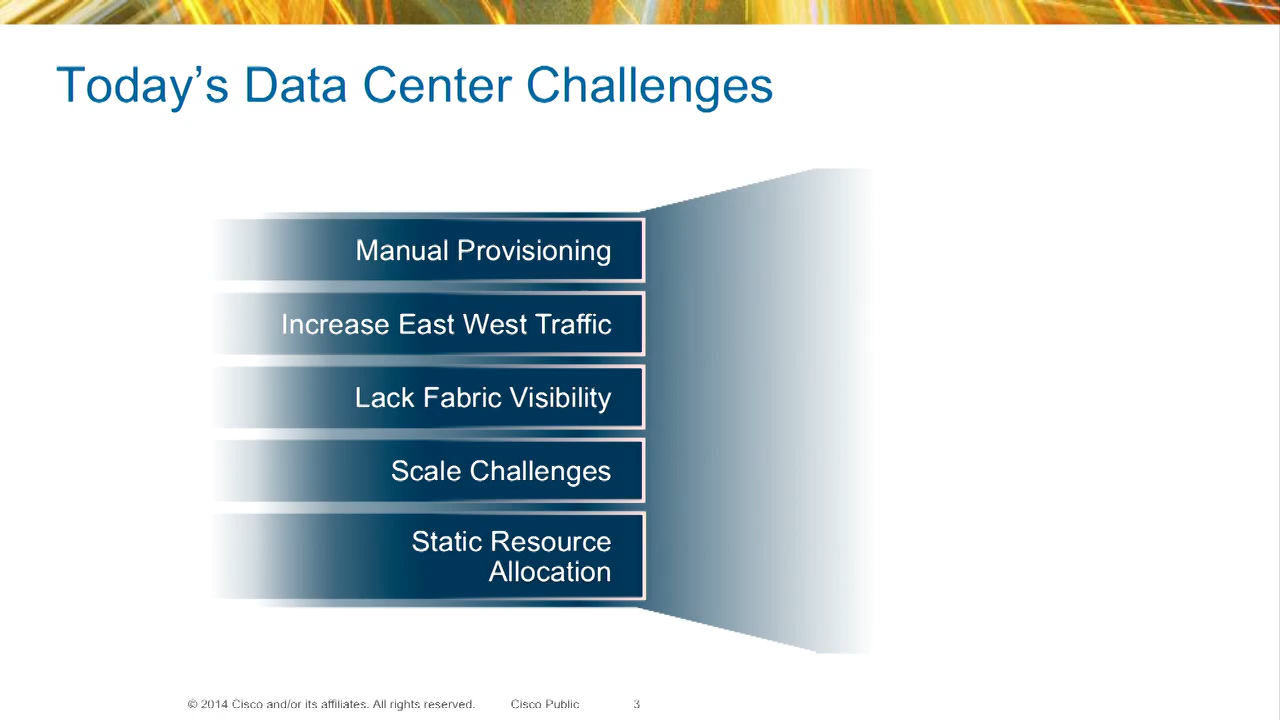 Today’s Data Center Challenges
Manual Provisioning
Increase East West Traffic
Lack Fabric Visibility
Scale Challenges
Static Resource
Allocation
© 2014 Cisco and/or its affiliates. All rights reserved. Cisco Public 3